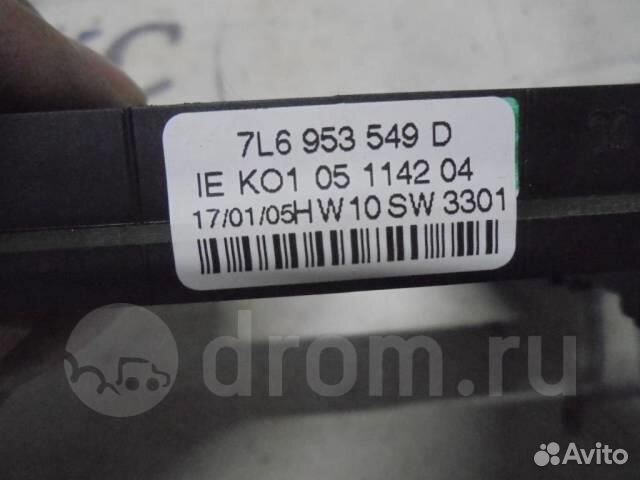 7L6 953 549 D
IE KO1 05 1142 04
17/01/05H W10 SW 3301
drom.ru
Avito